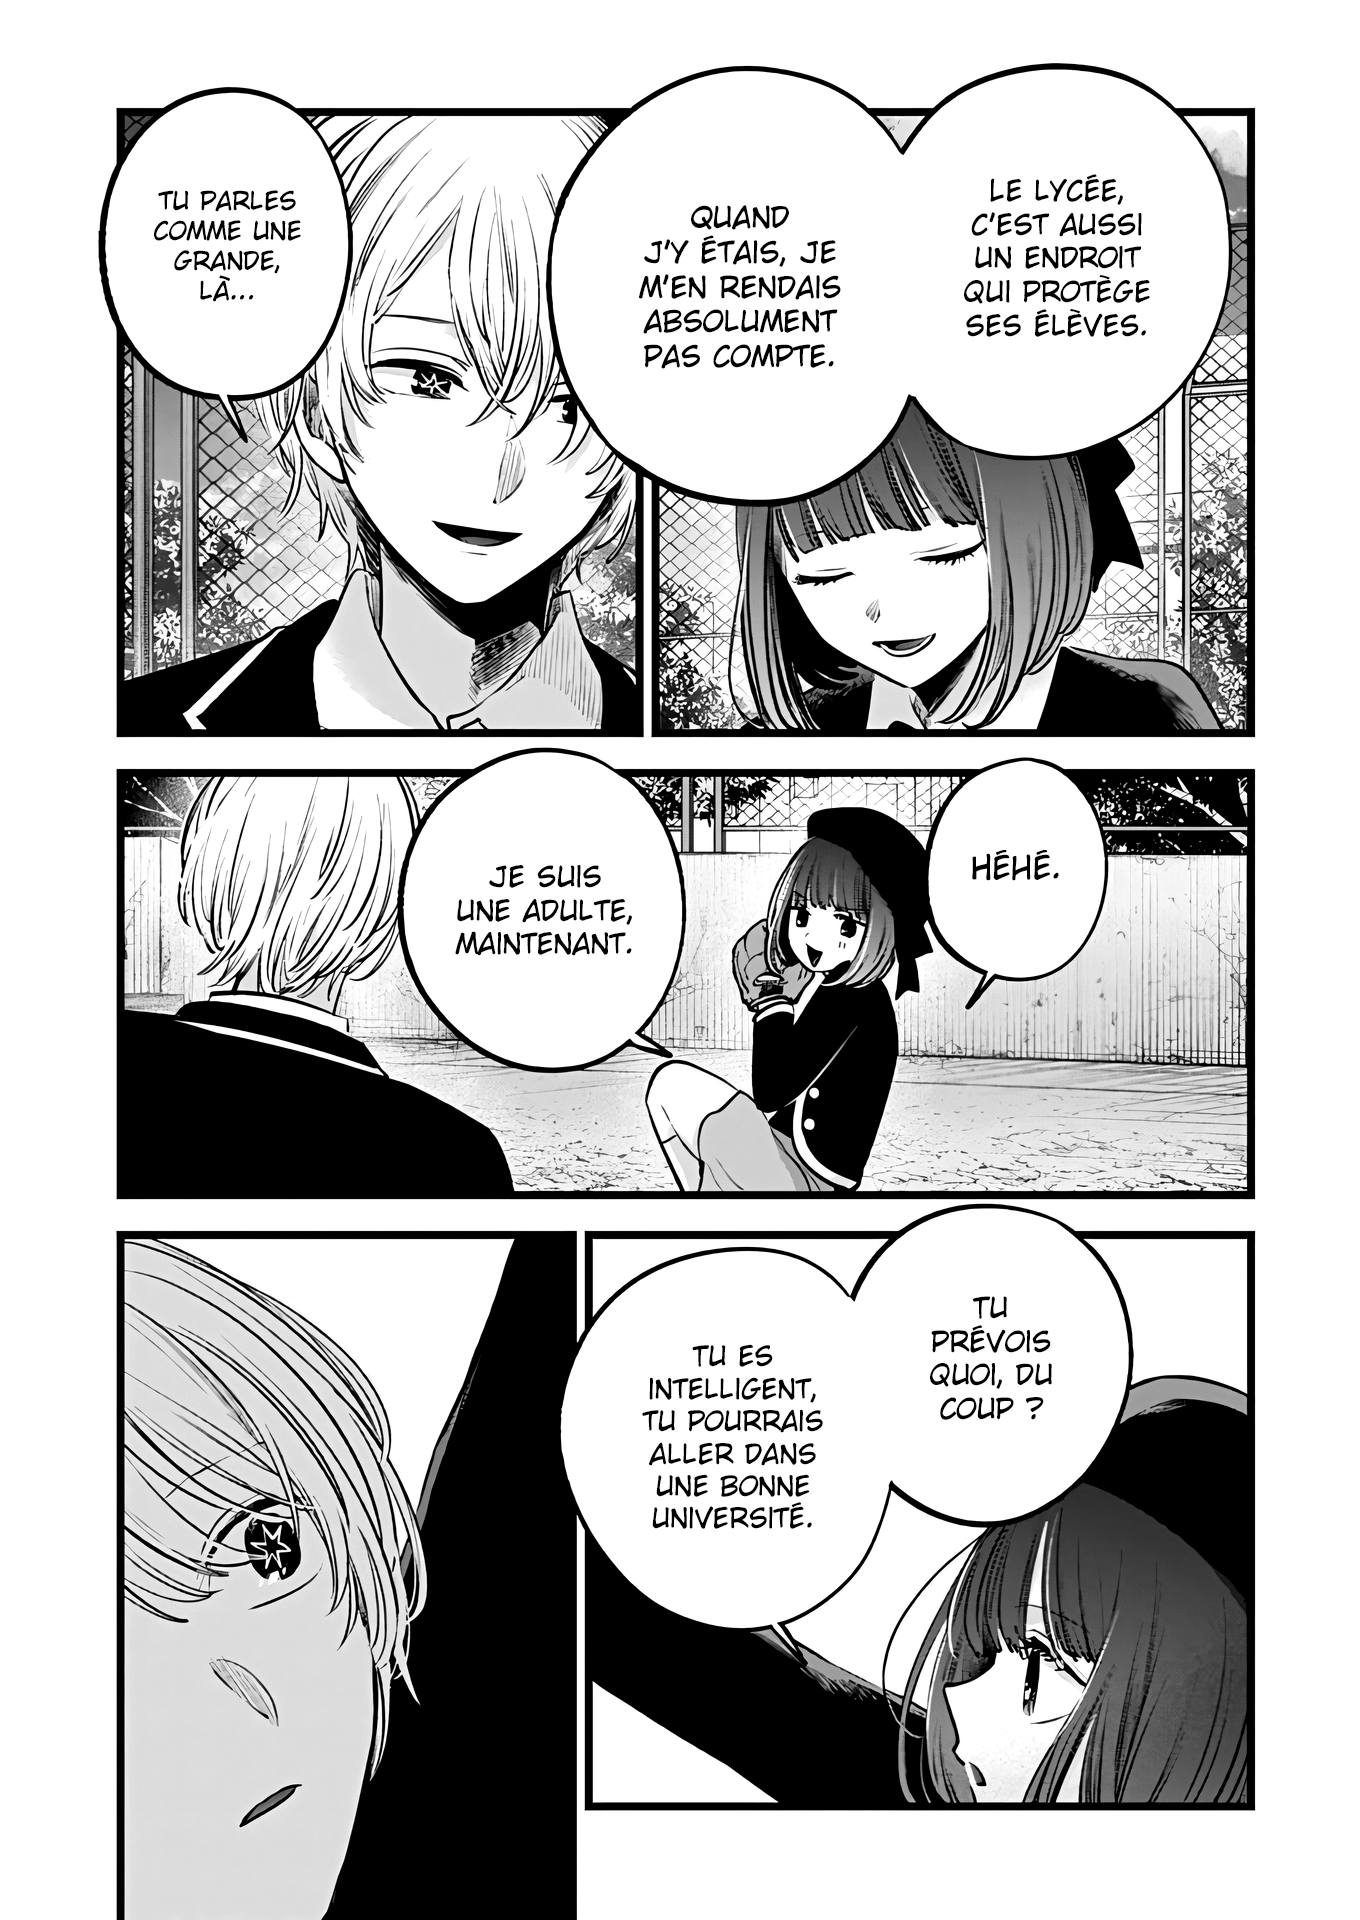 LE LYCÉE,
C'EST AUSSI
UN ENDROIT
QUI PROTÈGE
SES ÉLÈVES.
QUAND
J'Y ÉTAIS, JE
M'EN RENDAIS
ABSOLUMENT
PAS COMPTE.
TU PARLES
COMME UNE
GRANDE,
LÀ...
HÉHÉ.
JE SUIS
UNE ADULTE,
MAINTENANT.
TU
PRÉVOIS
QUOI, DU
COUP ?
TU ES
INTELLIGENT,
TU POURRAIS
ALLER DANS
UNE BONNE
UNIVERSITÉ.